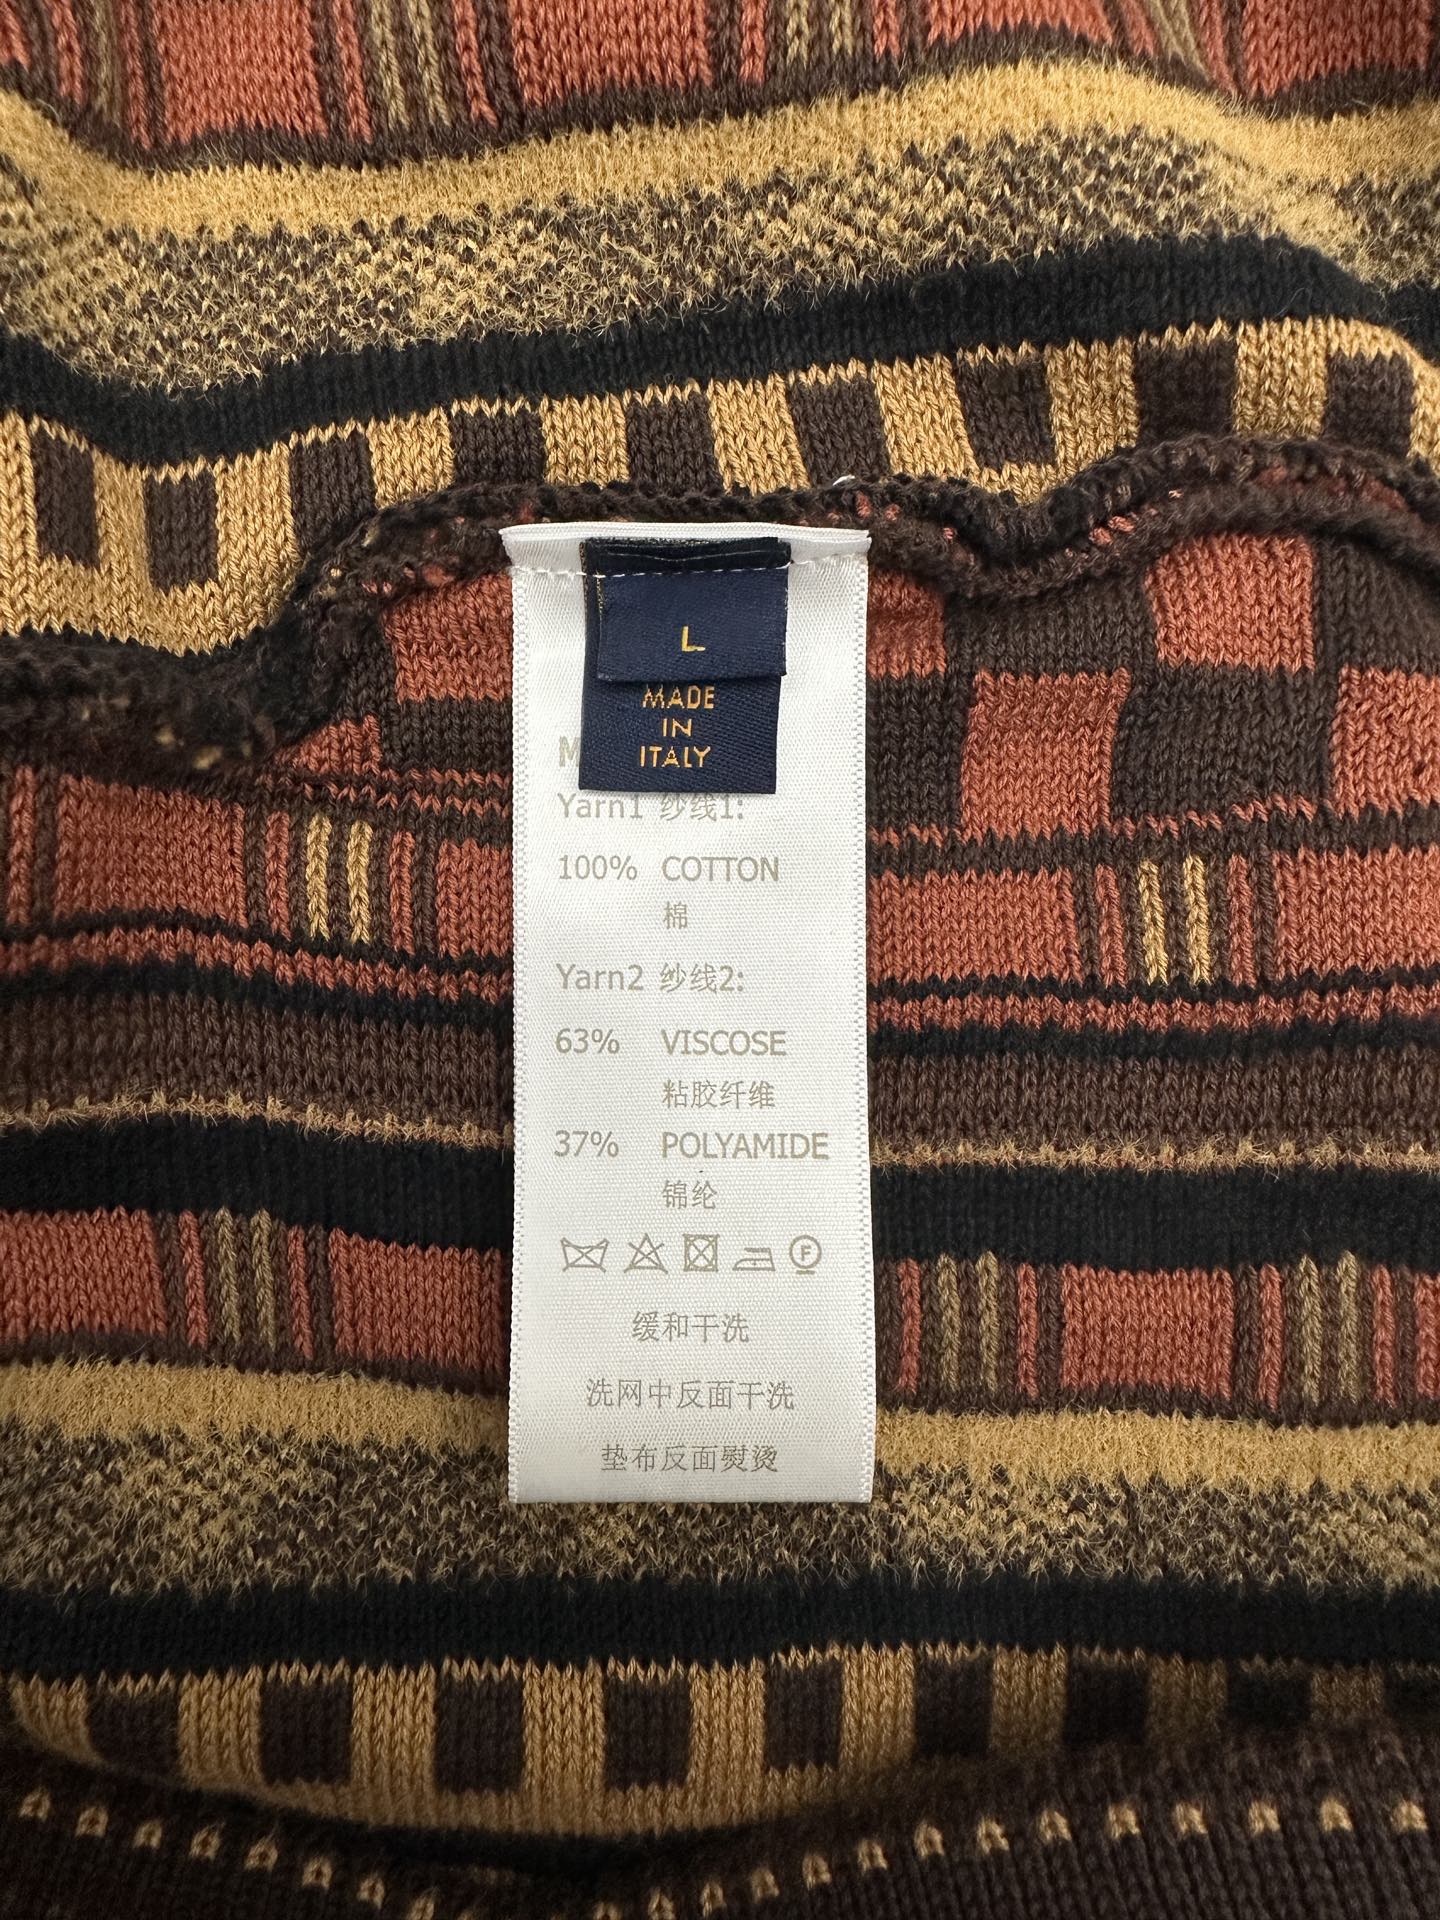 L
MADE
IN
ITALY
Yarn1 纱线1:
100% COTTON
棉
Yarn2 纱线2:
63% VISCOSE
粘胶纤维
37% POLYAMIDE
锦纶
F
缓和干洗
洗网中反面干洗
垫布反面熨烫